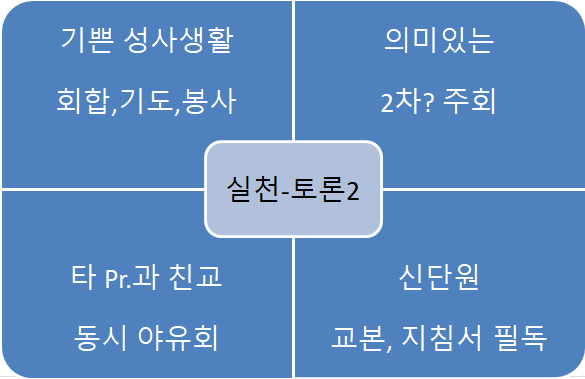 기쁜 성사생활
회합,기도,봉사
의미있는
2차? 주회
실천-토론2
타 Pr.과 친교
동시 야유회
신단원
교본, 지침서 필독